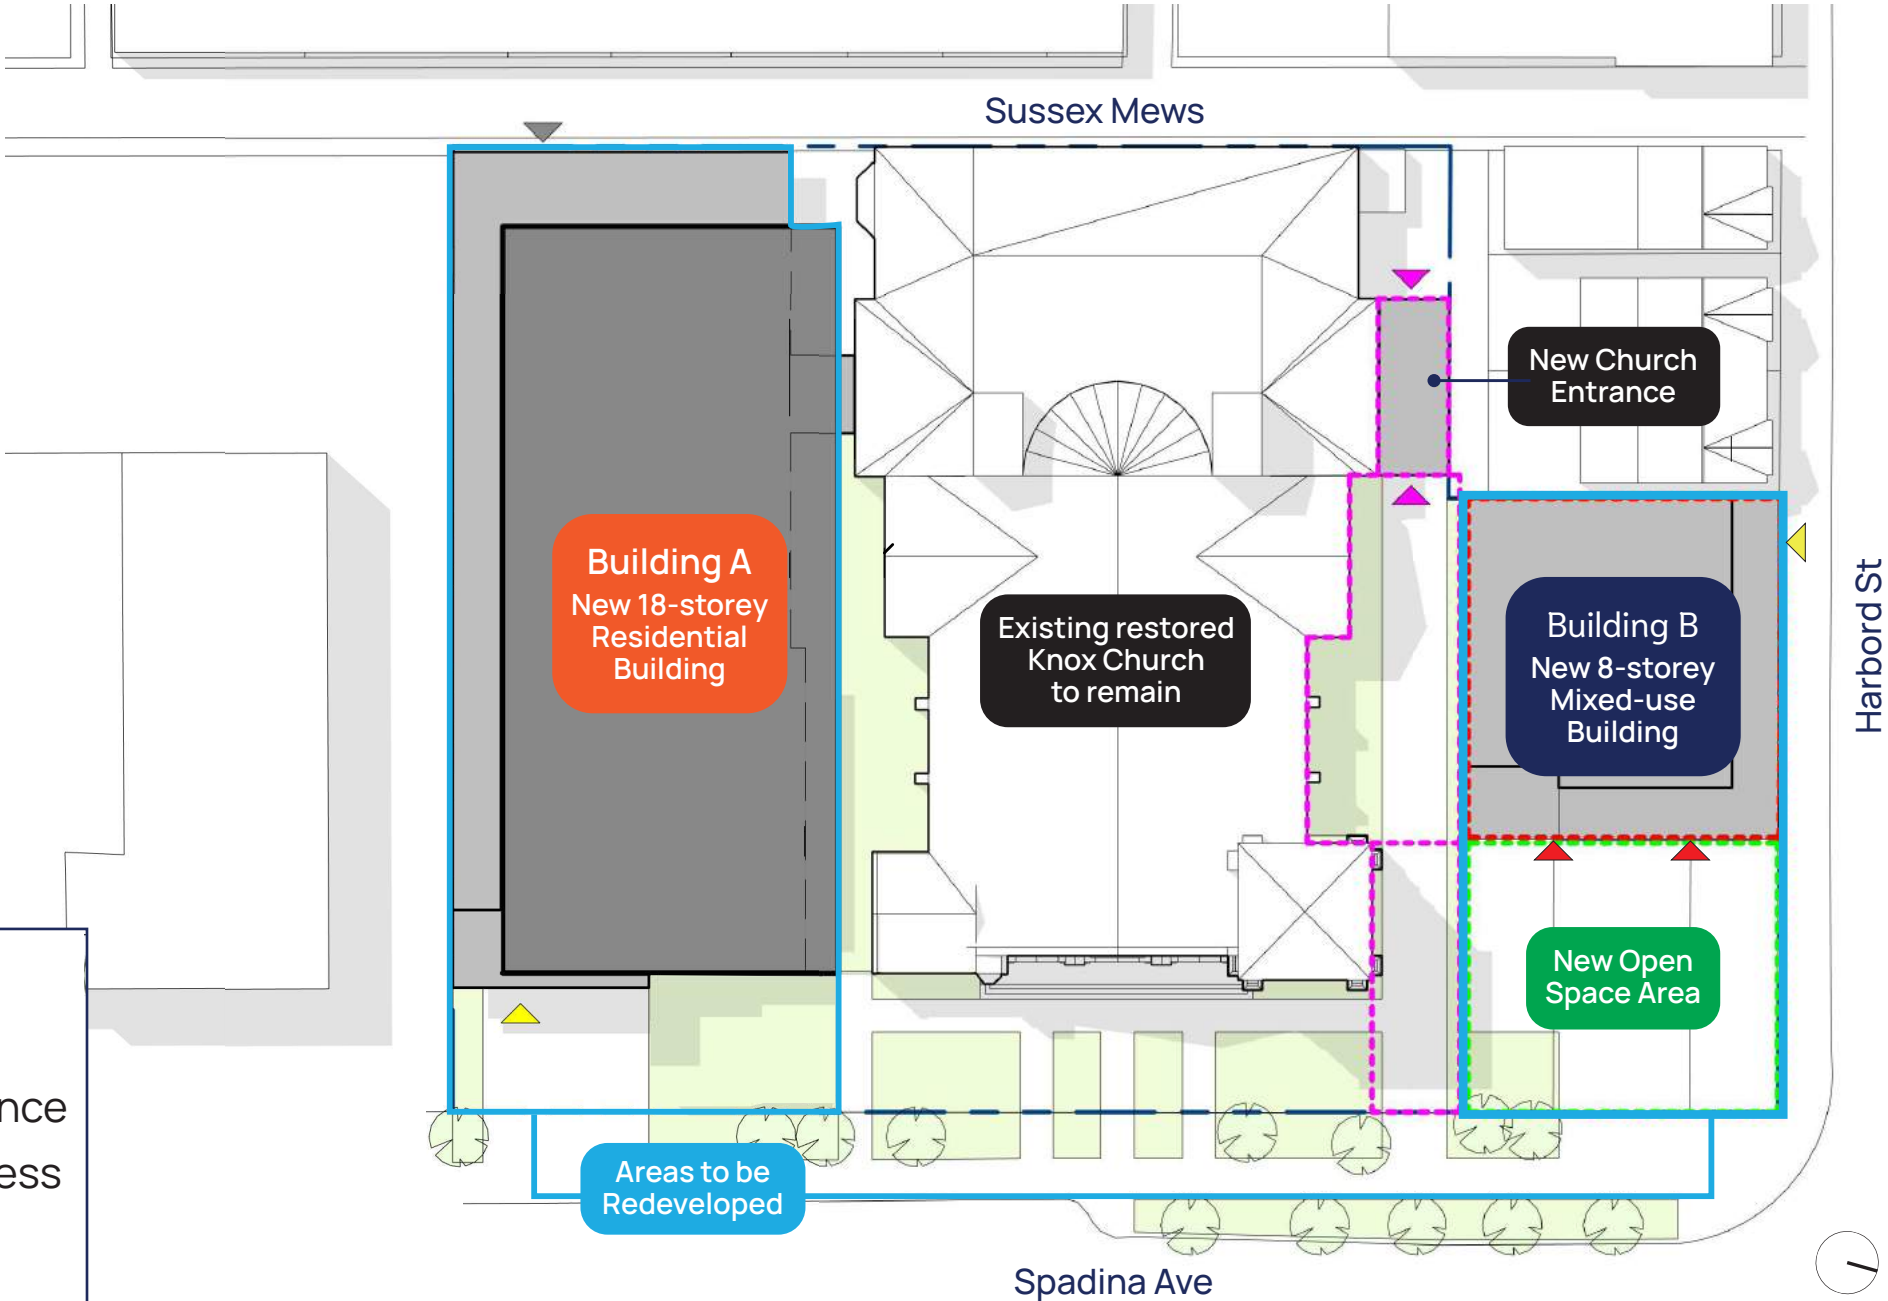 Sussex Mews
New Church
Entrance
Building A
New 18-storey
Residential
Building
Existing restored
Knox Church
to remain
Building B
New 8-storey
Mixed-use
Building
Harbord St
New Open
Space Area
nce
ess
Areas to be
Redeveloped
Spadina Ave